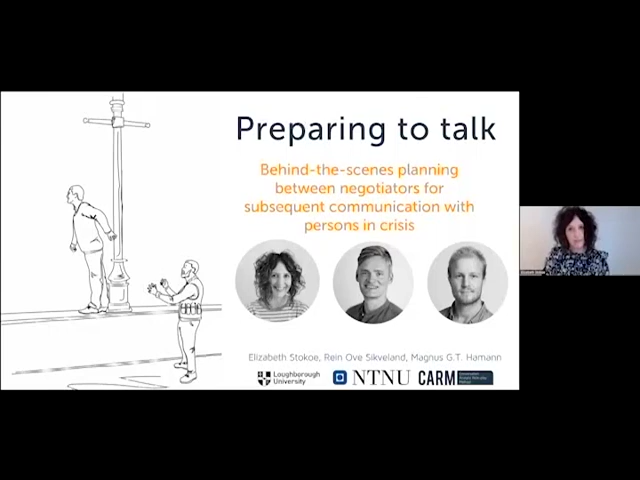 Preparing to talk
Behind-the-scenes planning
between negotiators for
subsequent communication with
persons in crisis
Elizabeth Stokoe, Rein Ove Sikveland, Magnus G.T. Hamann
Loughborough
University
NTNU
CARM